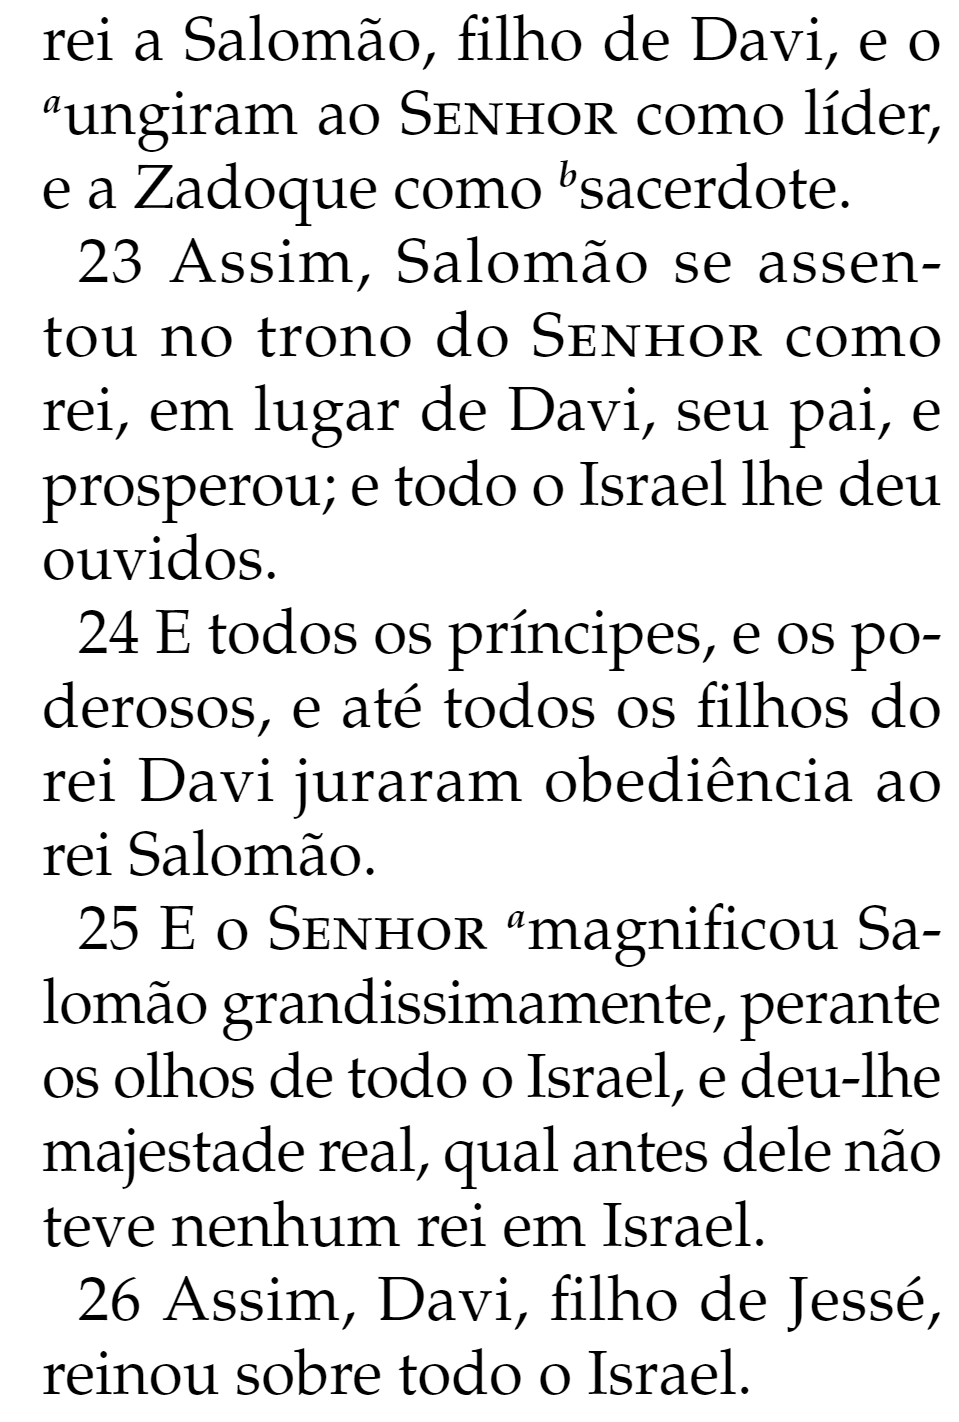 rei a Salomão, filho de Davi, e o
aungiram ao SENHOR como líder,
e a Zadoque como bsacerdote.
23 Assim, Salomão se assen-
tou no trono do SENHOR como
rei, em lugar de Davi, seu pai, e
prosperou; e todo o Israel lhe deu
ouvidos.
24 E todos os príncipes, e os po-
derosos, e até todos os filhos do
rei Davi juraram obediência ao
rei Salomão.
25 E o SENHOR amagnificou Sa-
lomão grandissimamente, perante
os olhos de todo o Israel, e deu-lhe
majestade real, qual antes dele não
teve nenhum rei em Israel.
26 Assim, Davi, filho de Jessé,
reinou sobre todo o Israel.